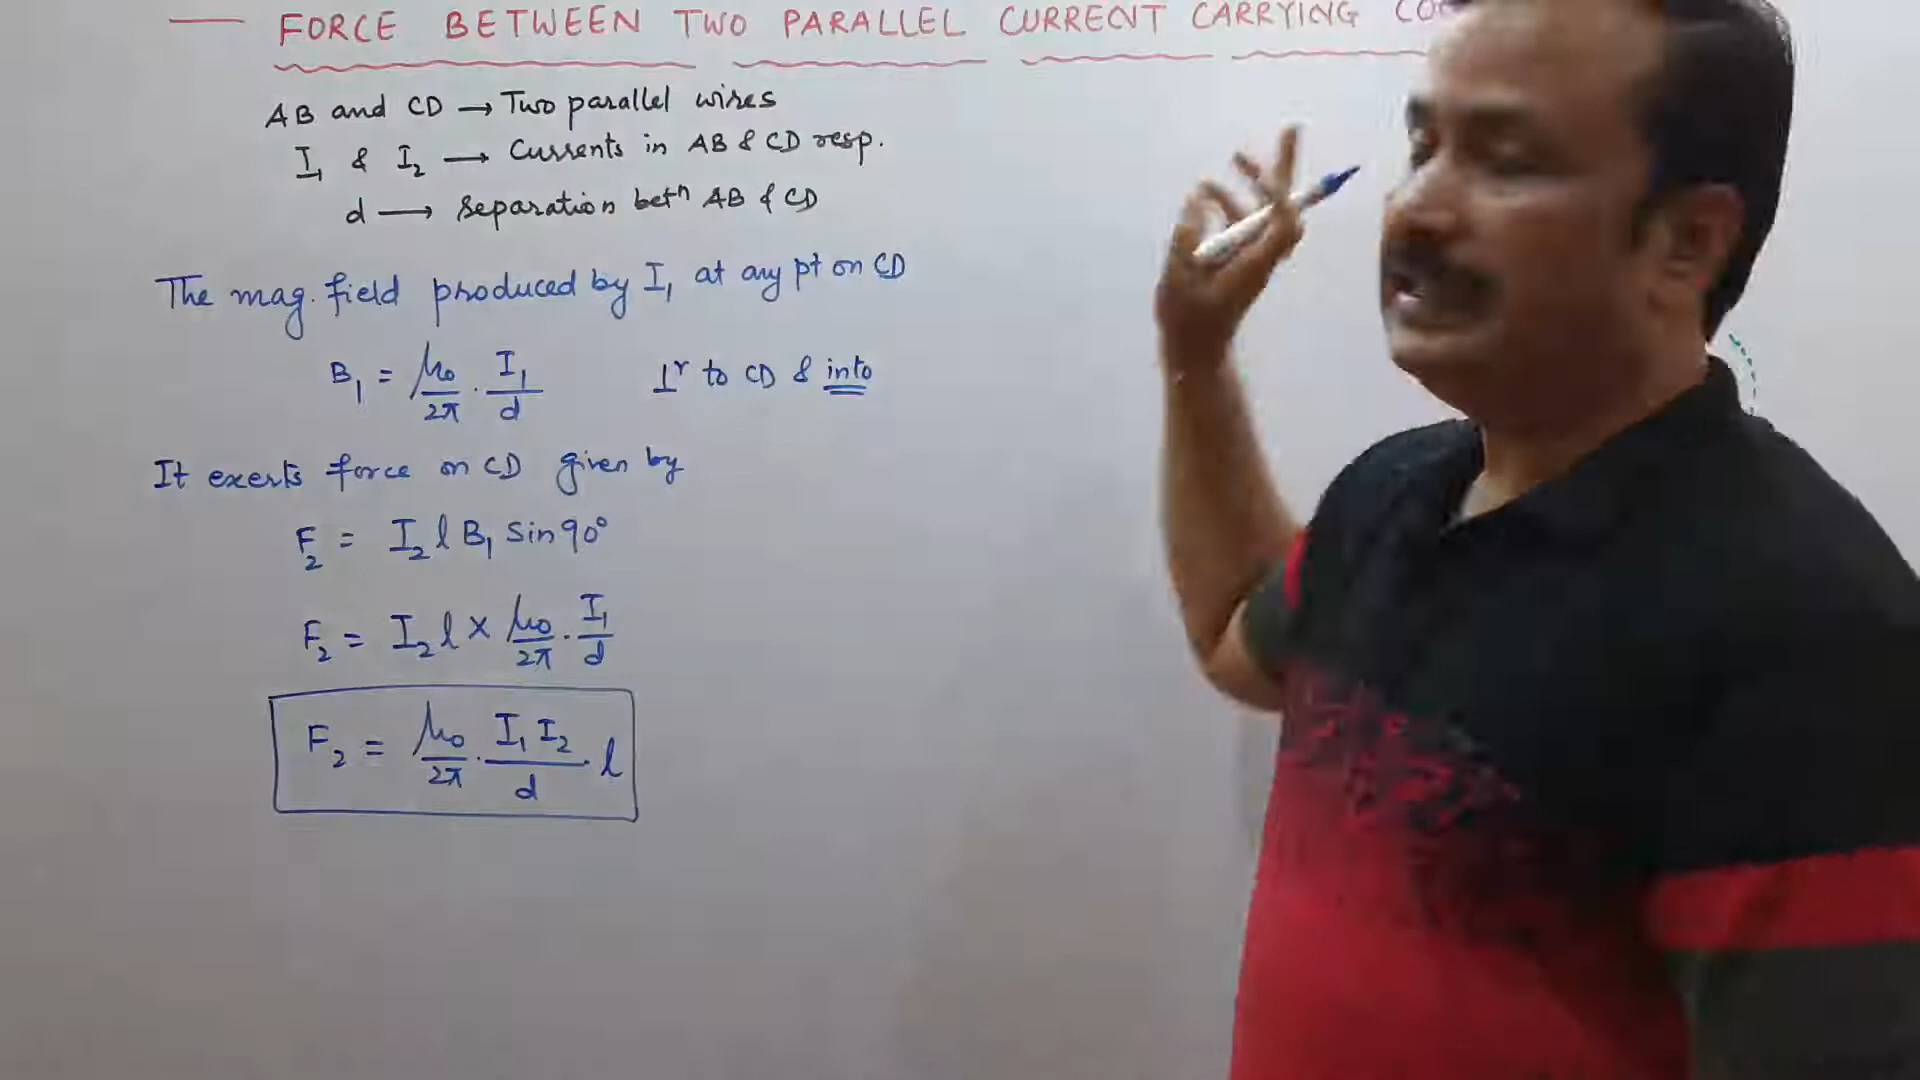 FORCE BETWEEN TWO PARALLEL CURRENT CARRYING
AB and CD → Two parallel wires
I₁ & I₂ → Currents in AB & CD resp.
d → Separation betⁿ AB & CD
The mag. field produced by I₁ at any pt on CD
B₁ = μ₀/2π · I₁/d ⊥ʳ to CD & into
It exerts force on CD given by
F₂ = I₂ l B₁ Sin 90°
F₂ = I₂ l × μ₀/2π · I₁/d
F₂ = μ₀/2π · I₁ I₂/d · l